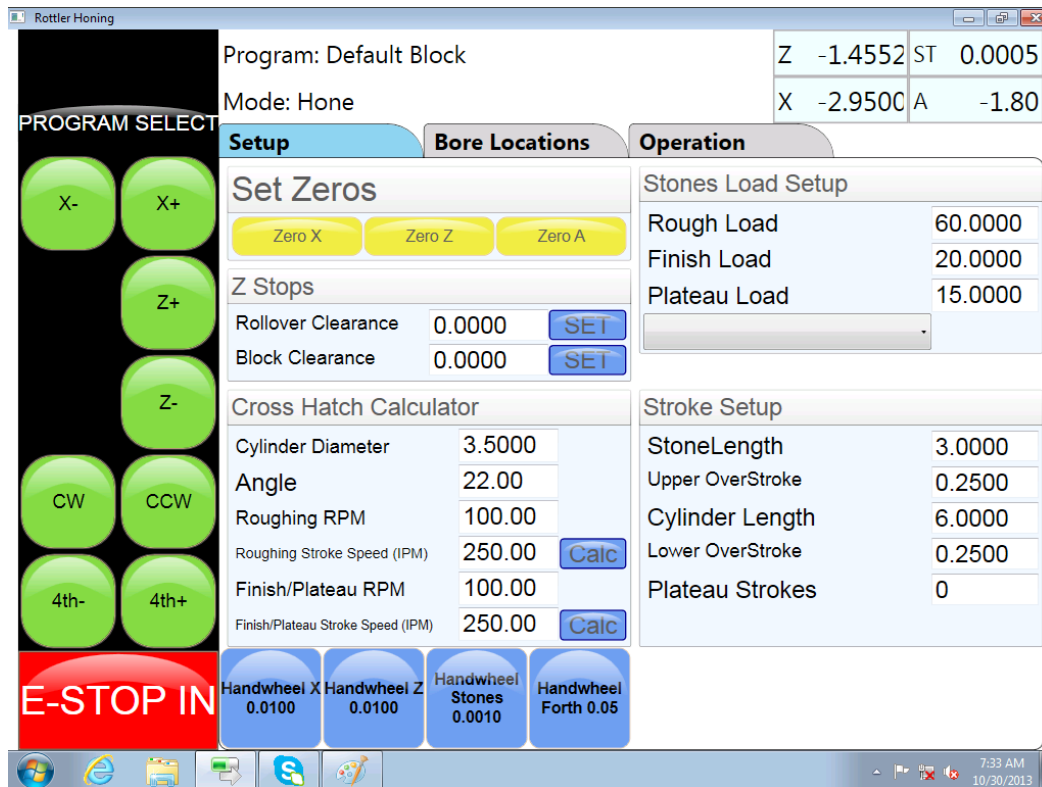 Rottler Honing
Program: Default Block
Z -1.4552 ST 0.0005
Mode: Hone
X -2.9500 A -1.80
PROGRAM SELECT
Setup Bore Locations Operation
X- X+
Z+
Z-
CW CCW
4th- 4th+
E-STOP IN
Set Zeros
Zero X Zero Z Zero A
Z Stops
Rollover Clearance 0.0000 SET
Block Clearance 0.0000 SET
Cross Hatch Calculator
Cylinder Diameter 3.5000
Angle 22.00
Roughing RPM 100.00
Roughing Stroke Speed (IPM) 250.00 Calc
Finish/Plateau RPM 100.00
Finish/Plateau Stroke Speed (IPM) 250.00 Calc
Stones Load Setup
Rough Load 60.0000
Finish Load 20.0000
Plateau Load 15.0000
Stroke Setup
StoneLength 3.0000
Upper OverStroke 0.2500
Cylinder Length 6.0000
Lower OverStroke 0.2500
Plateau Strokes 0
Handwheel X
0.0100
Handwheel Z
0.0100
Handwheel
Stones
0.0010
Handwheel
Forth 0.05
7:33 AM
10/30/2013